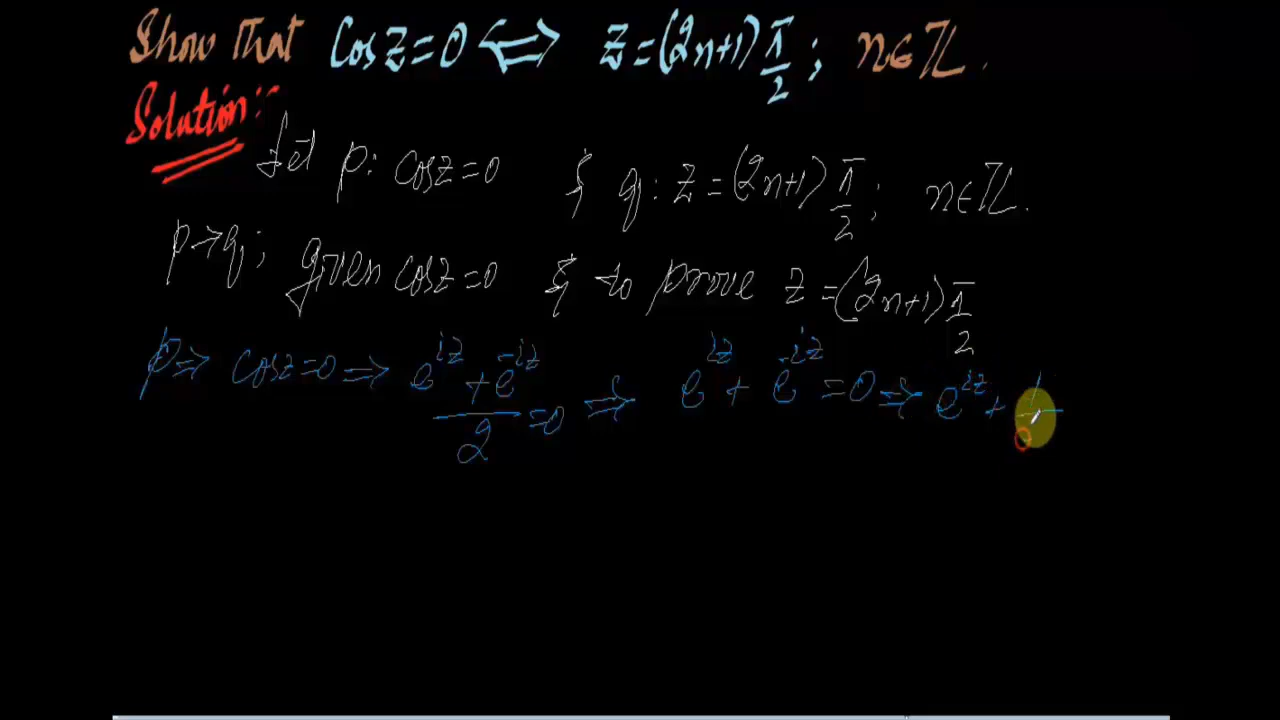 Show That cos z = 0 ⟺ z = (2n+1) π/2 ; n ∈ ℤ.
Solution:-
Let p: cos z = 0 & q: z = (2n+1) π/2 ; n ∈ ℤ.
p→q; given cos z = 0 & to prove z = (2n+1) π/2
p ⇒ cos z = 0 ⇒ (e^{iz} + e^{-iz})/2 = 0 ⇒ e^{iz} + e^{-iz} = 0 ⇒ e^{iz} + 1/